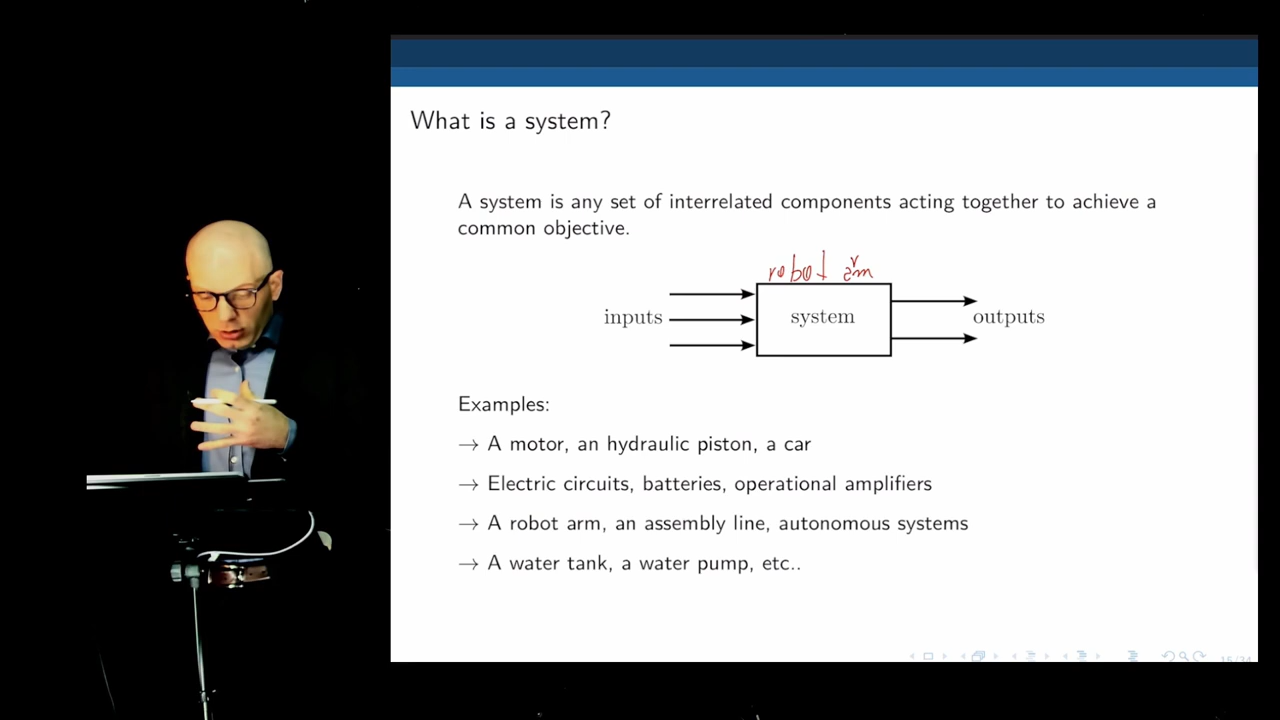 What is a system?
A system is any set of interrelated components acting together to achieve a
common objective.
robot arm
inputs
system
outputs
Examples:
→ A motor, an hydraulic piston, a car
→ Electric circuits, batteries, operational amplifiers
→ A robot arm, an assembly line, autonomous systems
→ A water tank, a water pump, etc..